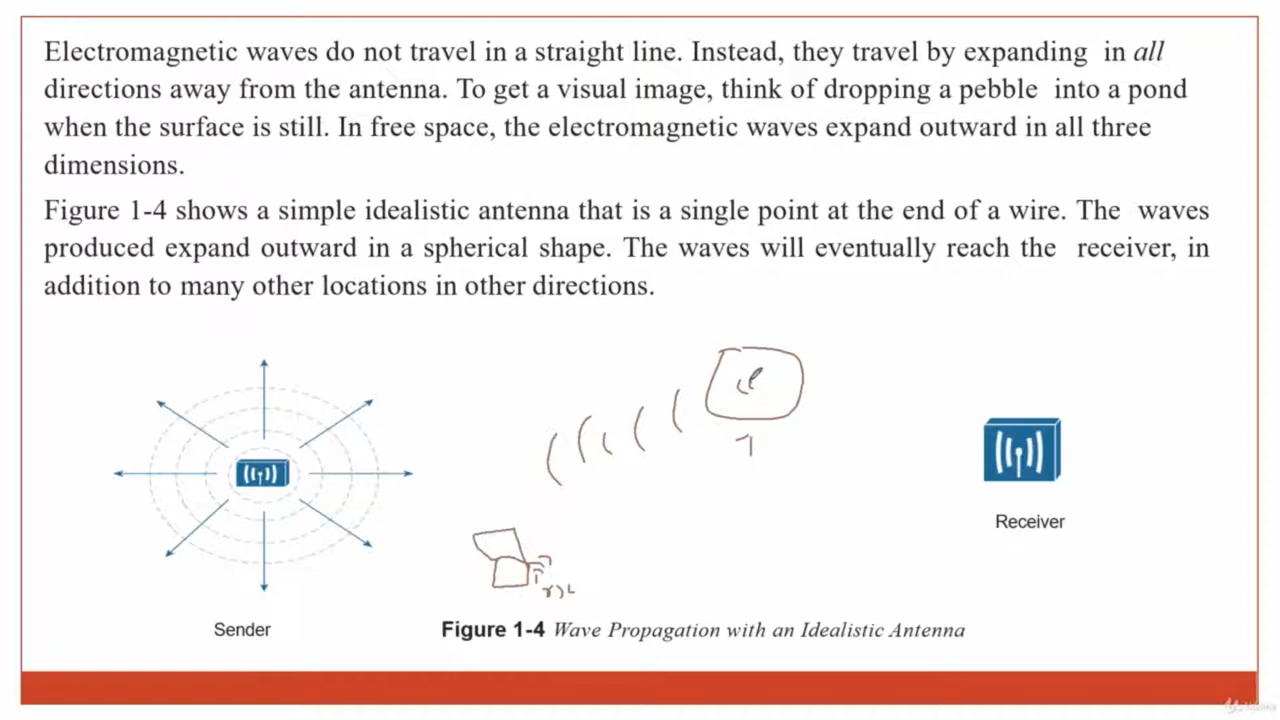 Electromagnetic waves do not travel in a straight line. Instead, they travel by expanding in all
directions away from the antenna. To get a visual image, think of dropping a pebble into a pond
when the surface is still. In free space, the electromagnetic waves expand outward in all three
dimensions.
Figure 1-4 shows a simple idealistic antenna that is a single point at the end of a wire. The waves
produced expand outward in a spherical shape. The waves will eventually reach the receiver, in
addition to many other locations in other directions.
Receiver
Sender
Figure 1-4 Wave Propagation with an Idealistic Antenna